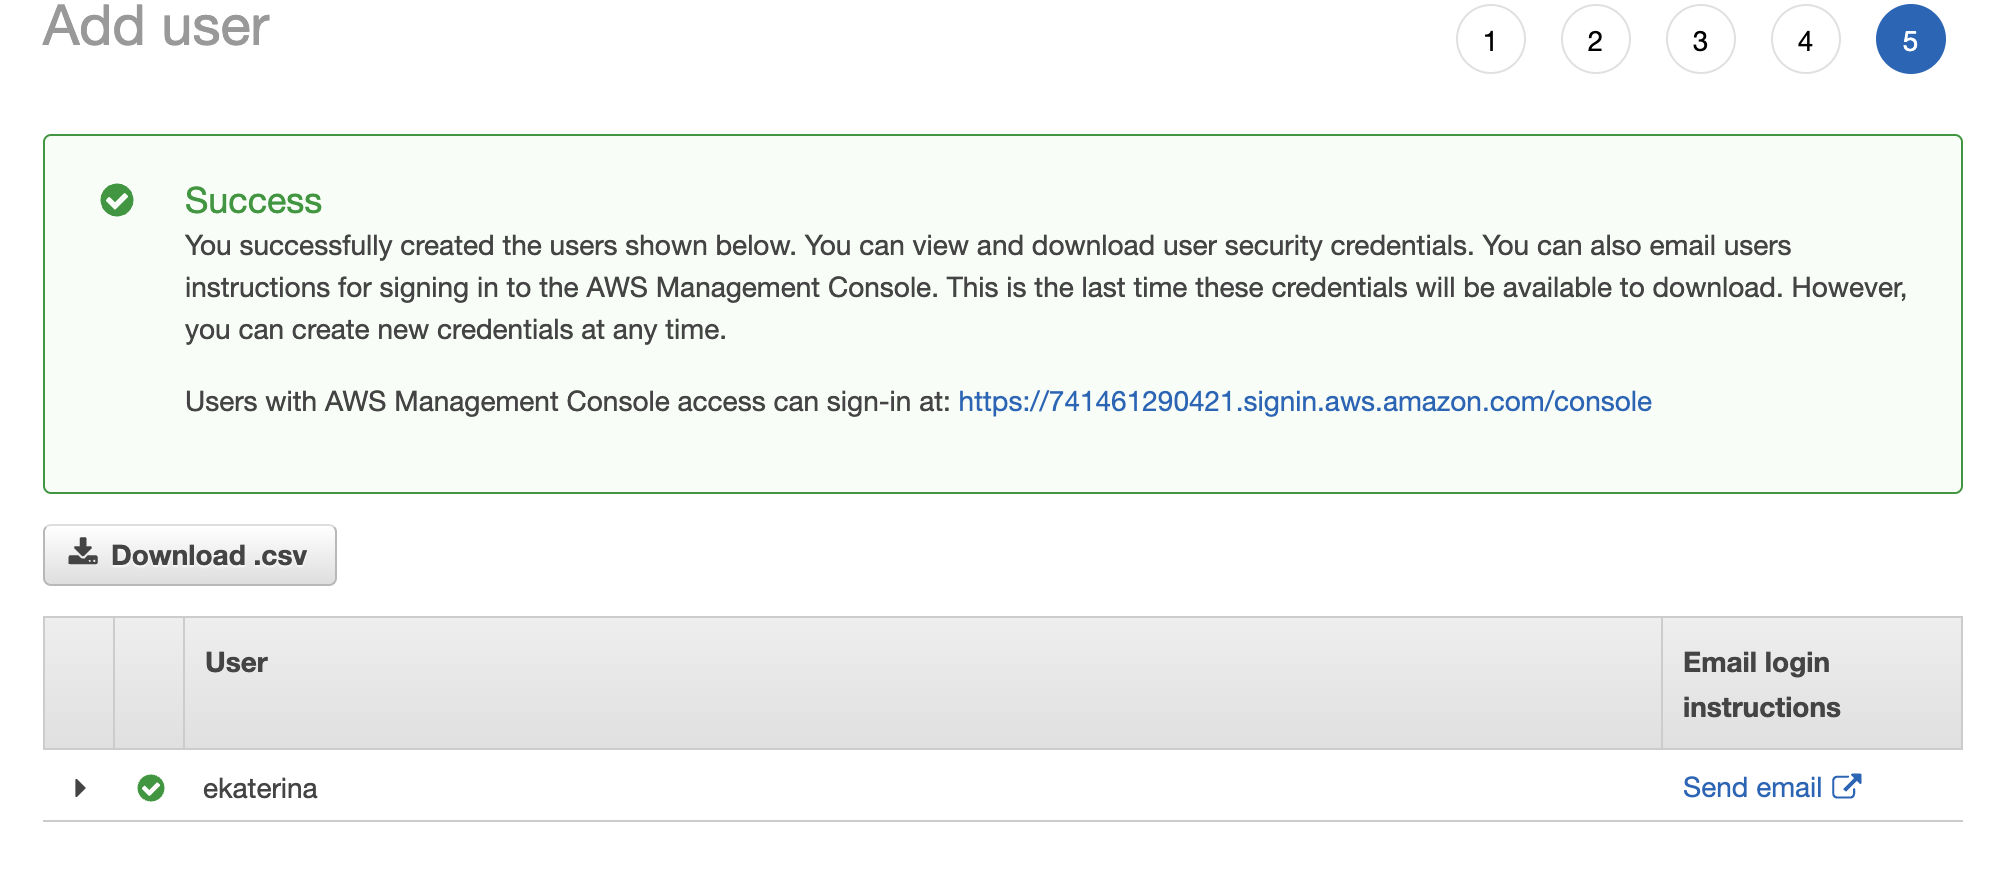 Add user
1 2 3 4 5
Success
You successfully created the users shown below. You can view and download user security credentials. You can also email users
instructions for signing in to the AWS Management Console. This is the last time these credentials will be available to download. However,
you can create new credentials at any time.
Users with AWS Management Console access can sign-in at: https://741461290421.signin.aws.amazon.com/console
Download .csv
User
Email login
instructions
ekaterina
Send email